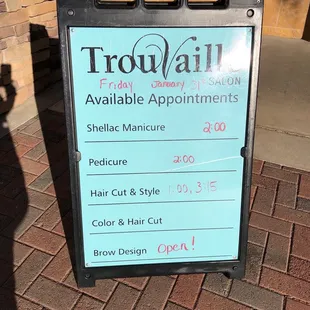 TrouVaille
Friday January
SALON
Available Appointments
Shellac Manicure 2:00
Pedicure 2:00
Hair Cut & Style 1:00, 3:15
Color & Hair Cut
Brow Design Open!